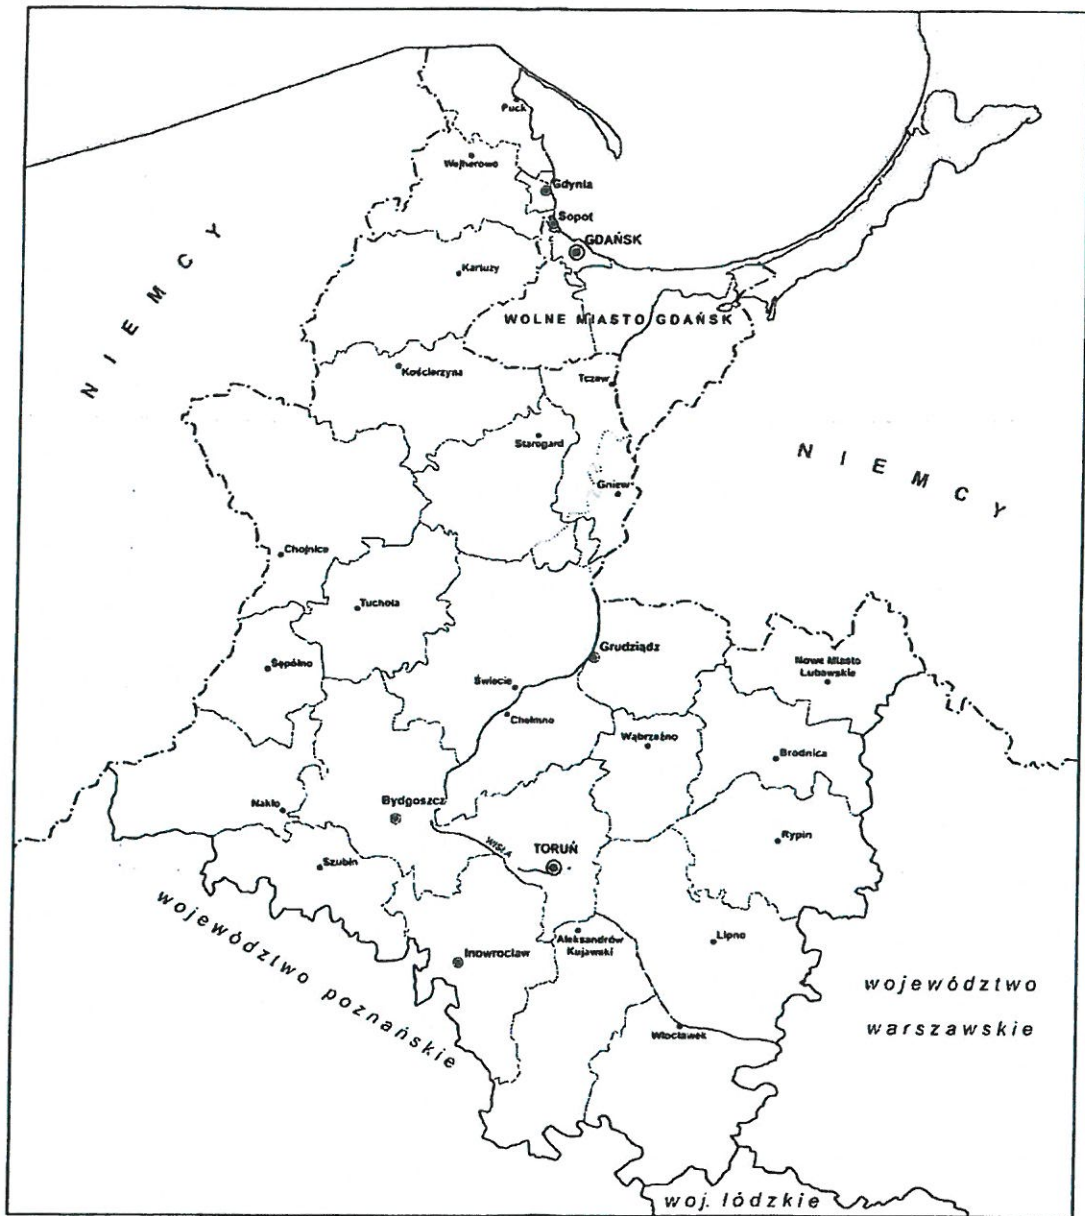 Puck
Wejherowo
Gdynia
Sopot
GDAŃSK
Kartuzy
NIEMCY
WOLNE MIASTO GDAŃSK
Kościerzyna
Tczew
Starogard
NIEMCY
Gniew
Chojnice
Tuchola
Grudziądz
Sępólno
Nowe Miasto
Lubawskie
Świecie
Chełmno
Wąbrzeźno
Brodnica
Nakło
Bydgoszcz
Rypin
WISŁA
TORUŃ
Szubin
województwo poznańskie
Aleksandrów
Kujawski
Lipno
Inowrocław
województwo
warszawskie
Włocławek
woj. łódzkie